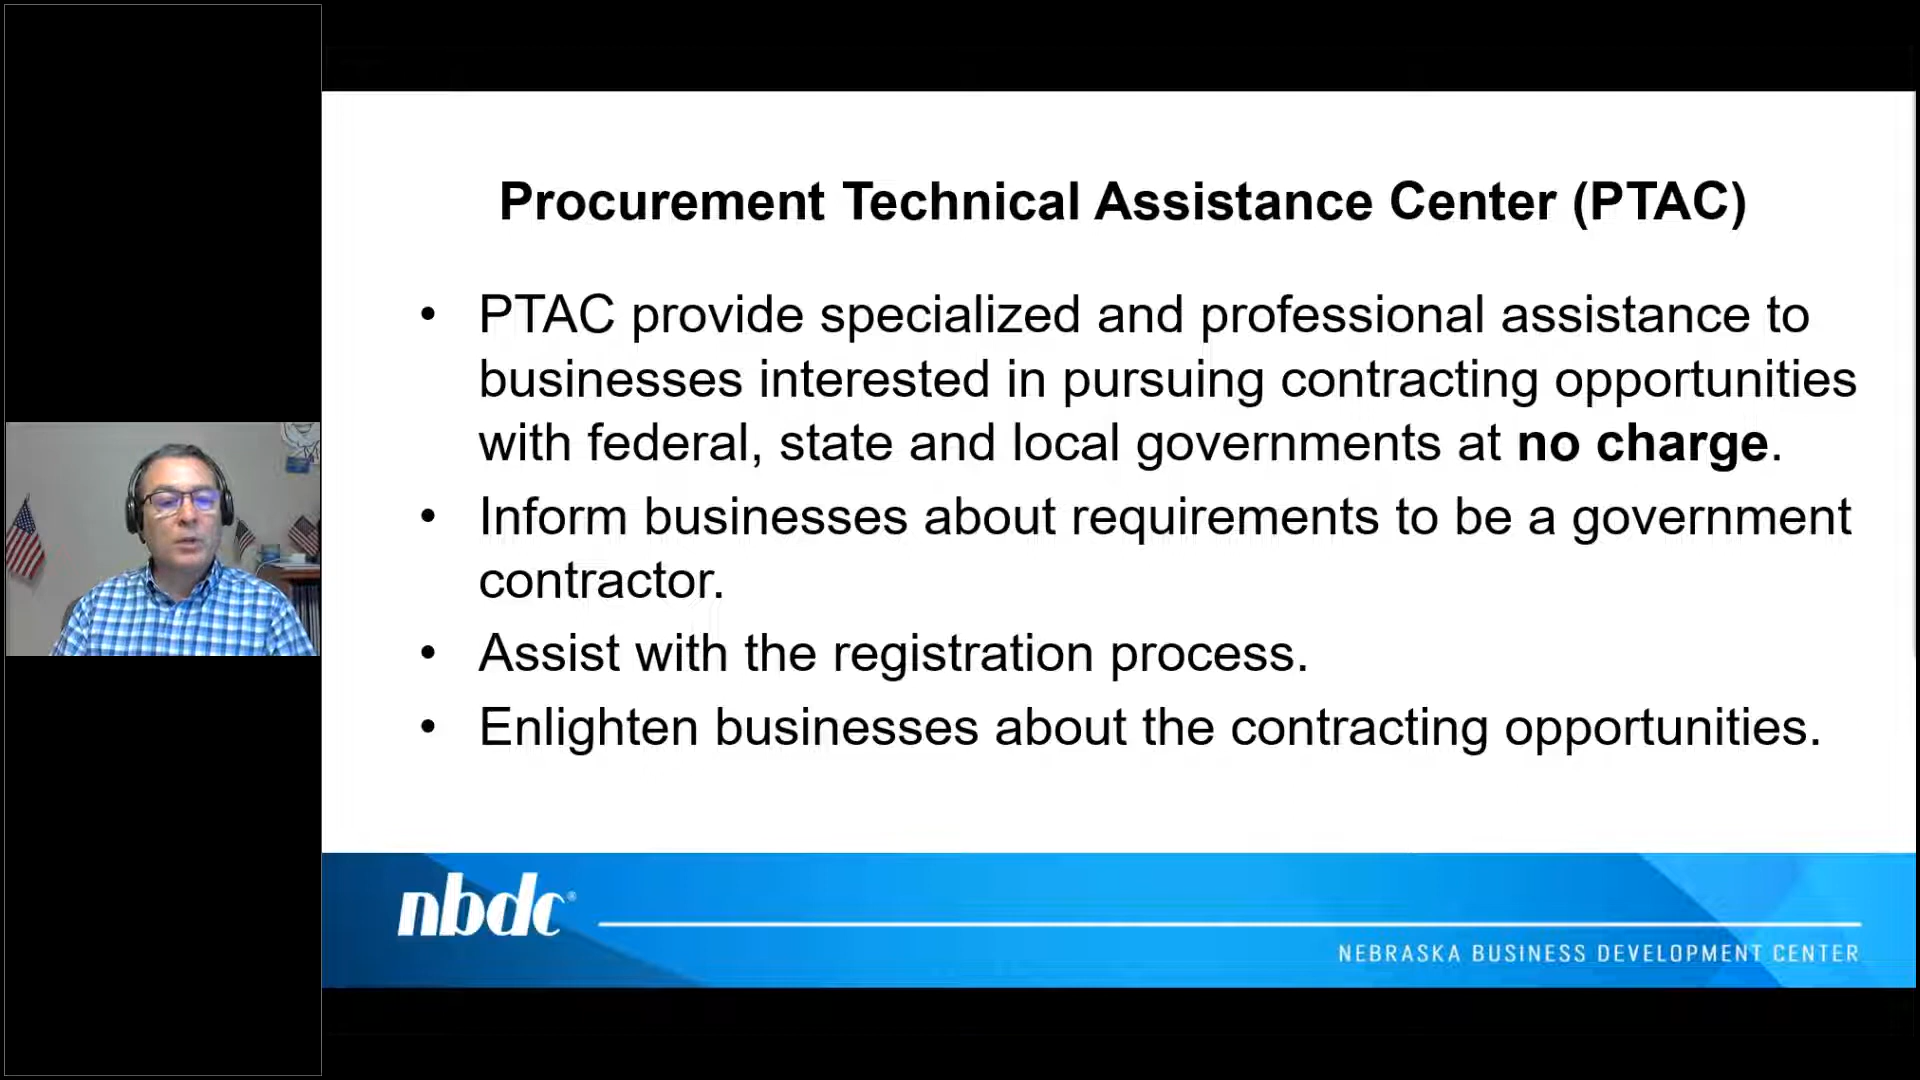 Procurement Technical Assistance Center (PTAC)
• PTAC provide specialized and professional assistance to
businesses interested in pursuing contracting opportunities
with federal, state and local governments at no charge.
• Inform businesses about requirements to be a government
contractor.
• Assist with the registration process.
• Enlighten businesses about the contracting opportunities.
nbdc®
NEBRASKA BUSINESS DEVELOPMENT CENTER